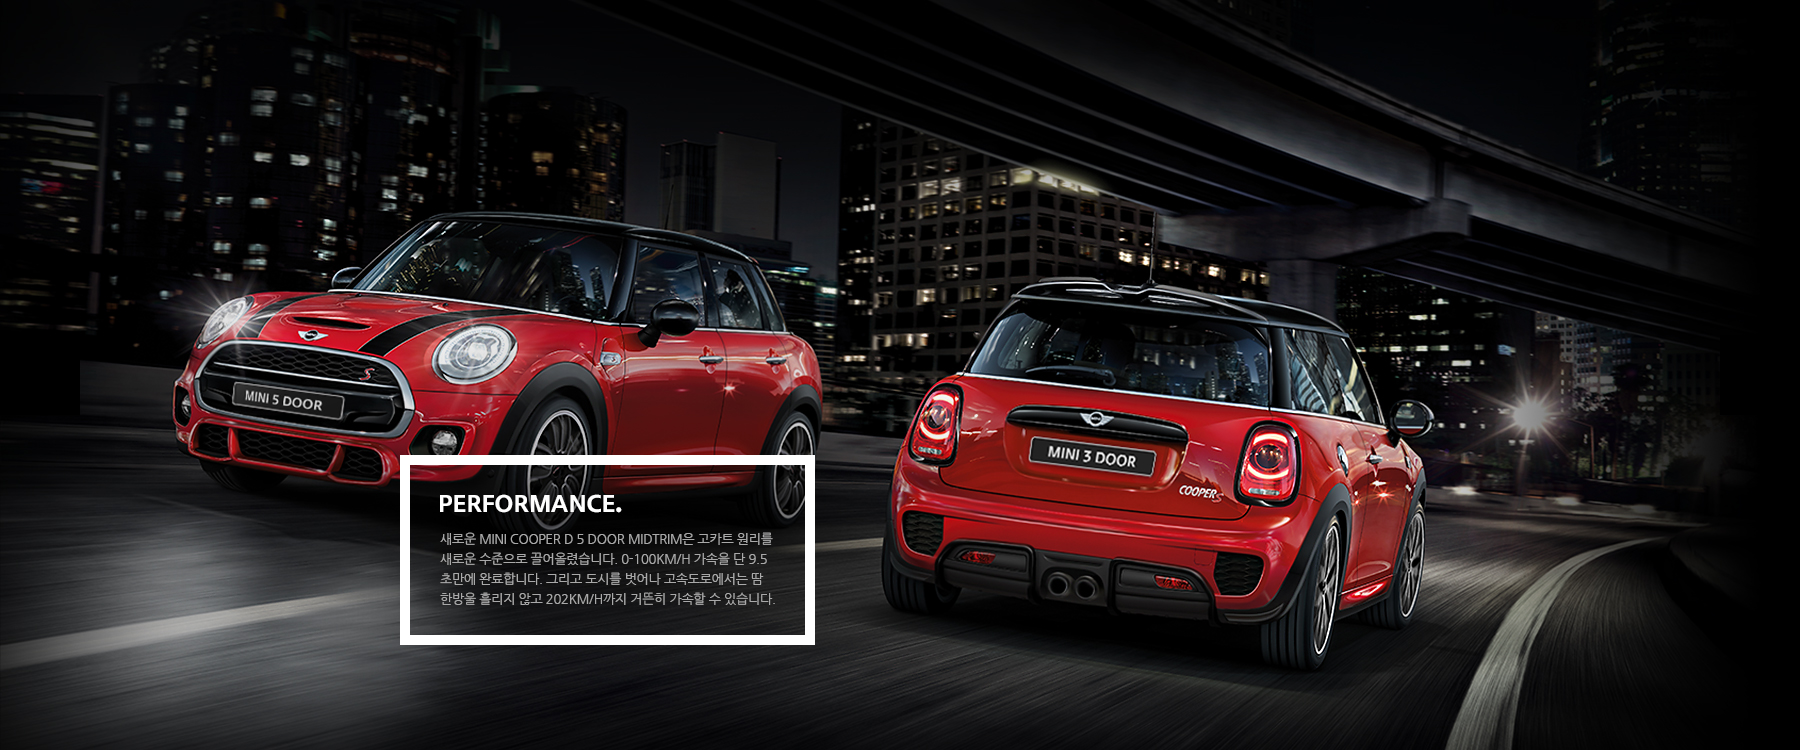 MINI 5 DOOR
S
MINI 3 DOOR
COOPER S
PERFORMANCE.
새로운 MINI COOPER D 5 DOOR MIDTRIM은 고카트 원리를
새로운 수준으로 끌어올렸습니다. 0-100KM/H 가속을 단 9.5
초만에 완료합니다. 그리고 도시를 벗어나 고속도로에서는 땀
한방울 흘리지 않고 202KM/H까지 거뜬히 가속할 수 있습니다.